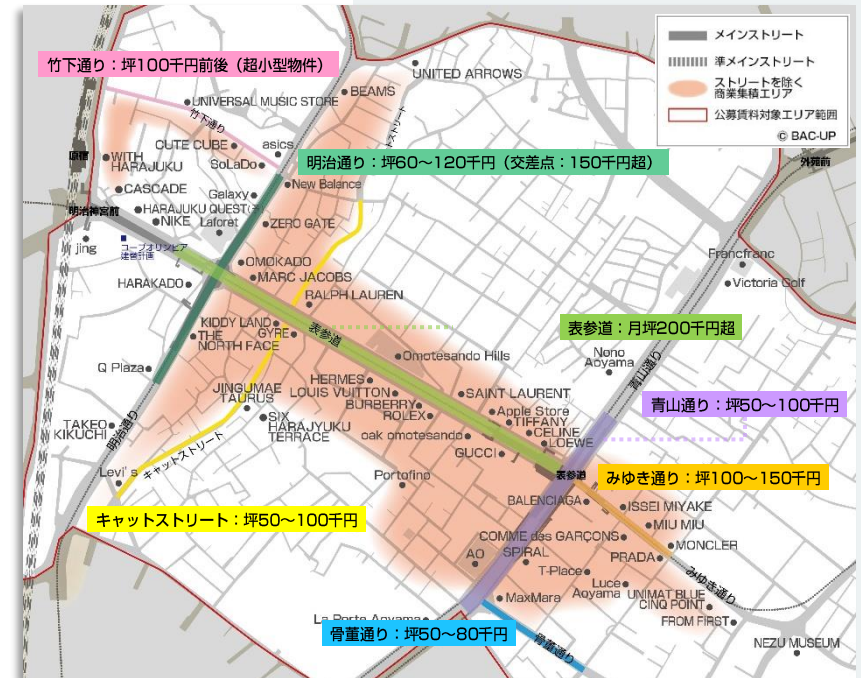 メインストリート
準メインストリート
ストリートを除く
商業集積エリア
公募賃料対象エリア範囲
© BAC-UP
竹下通り：坪100千円前後（超小型物件）
UNITED ARROWS
BEAMS
UNIVERSAL MUSIC STORE
竹下通り
CUTE CUBE
asics
原宿
WITH
HARAJUKU
SoLaDo
明治通り：坪60～120千円（交差点：150千円超）
外苑前
CASCADE
Galaxy
New Balance
明治神宮前
HARAJUKU QUEST
NIKE
Laforet
ZERO GATE
jing
コープオリンピア
建替計画
OMOKADO
MARC JACOBS
HARAKADO
RALPH LAUREN
Francfranc
Victoria Golf
KIDDY LAND
THE
NORTH FACE
GYRE
表参道
表参道：月坪200千円超
Omotesando Hills
Nono
Aoyama
青山通り
Q Plaza
HERMES
LOUIS VUITTON
BURBERRY
ROLEX
SAINT LAURENT
JINGUMAE
TAURUS
SIX
HARAJYUKU
TERRACE
Apple Store
TIFFANY
CELINE
LOEWE
青山通り：坪50～100千円
TAKEO
KIKUCHI
明治通り
oak omotesando
GUCCI
キャットストリート
Levi's
Portofino
表参道
みゆき通り：坪100～150千円
BALENCIAGA
ISSEI MIYAKE
MIU MIU
キャットストリート：坪50～100千円
COMME des GARÇONS
MONCLER
AO
SPIRAL
PRADA
T-Place
みゆき通り
Luce
Aoyama
UNIMAT BLUE
CINQ POINT
MaxMara
FROM FIRST
骨董通り：坪50～80千円
骨董通り
NEZU MUSEUM